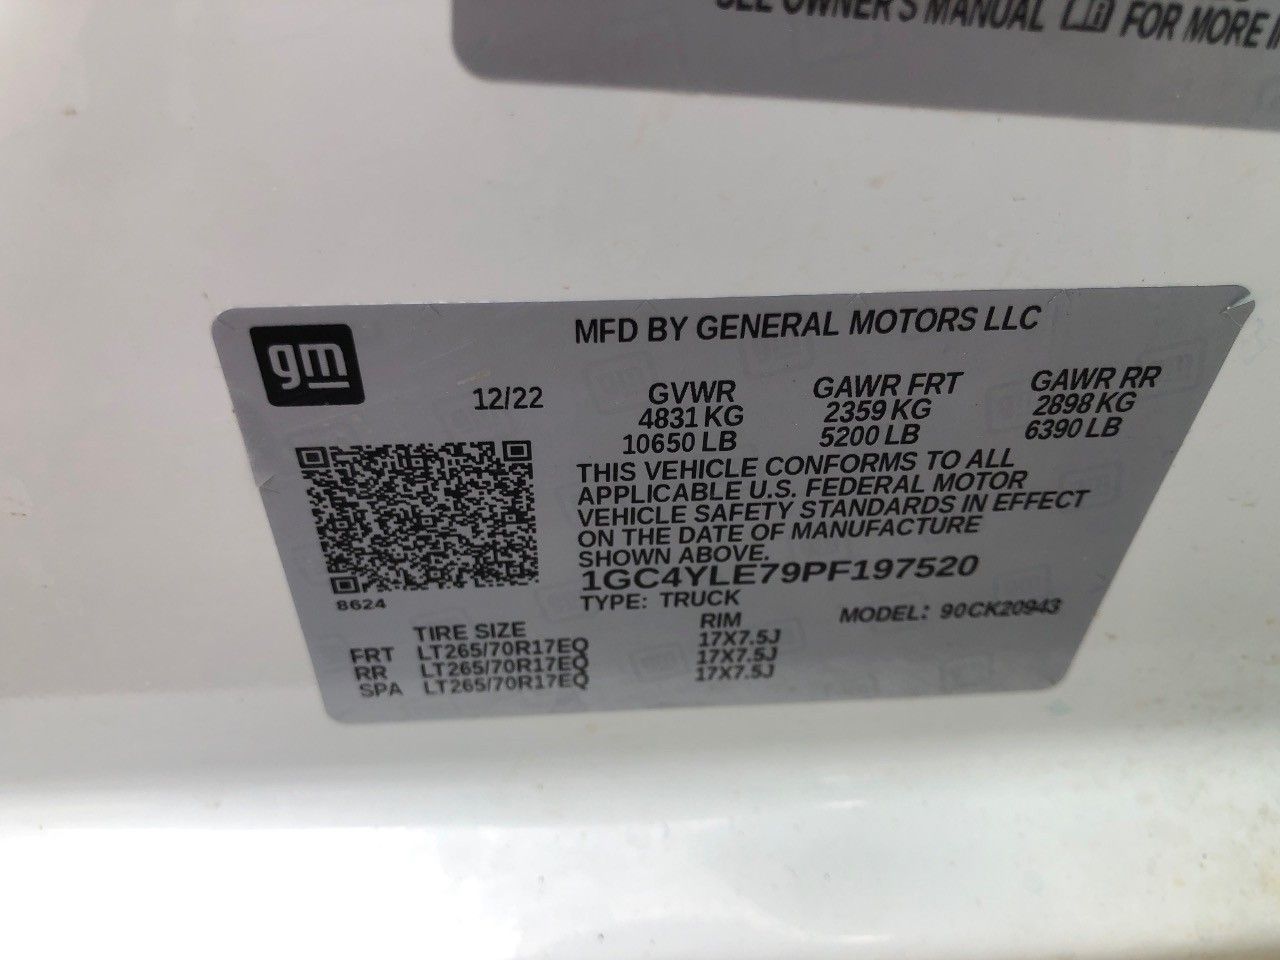 SEE OWNER'S MANUAL FOR MORE
gm
MFD BY GENERAL MOTORS LLC
12/22 GVWR GAWR FRT GAWR RR
4831 KG 2359 KG 2898 KG
10650 LB 5200 LB 6390 LB
THIS VEHICLE CONFORMS TO ALL
APPLICABLE U.S. FEDERAL MOTOR
VEHICLE SAFETY STANDARDS IN EFFECT
ON THE DATE OF MANUFACTURE
SHOWN ABOVE.
1GC4YLE79PF197520
8624
TYPE: TRUCK MODEL: 90CK20943
TIRE SIZE RIM
FRT LT265/70R17EQ 17X7.5J
RR LT265/70R17EQ 17X7.5J
SPA LT265/70R17EQ 17X7.5J